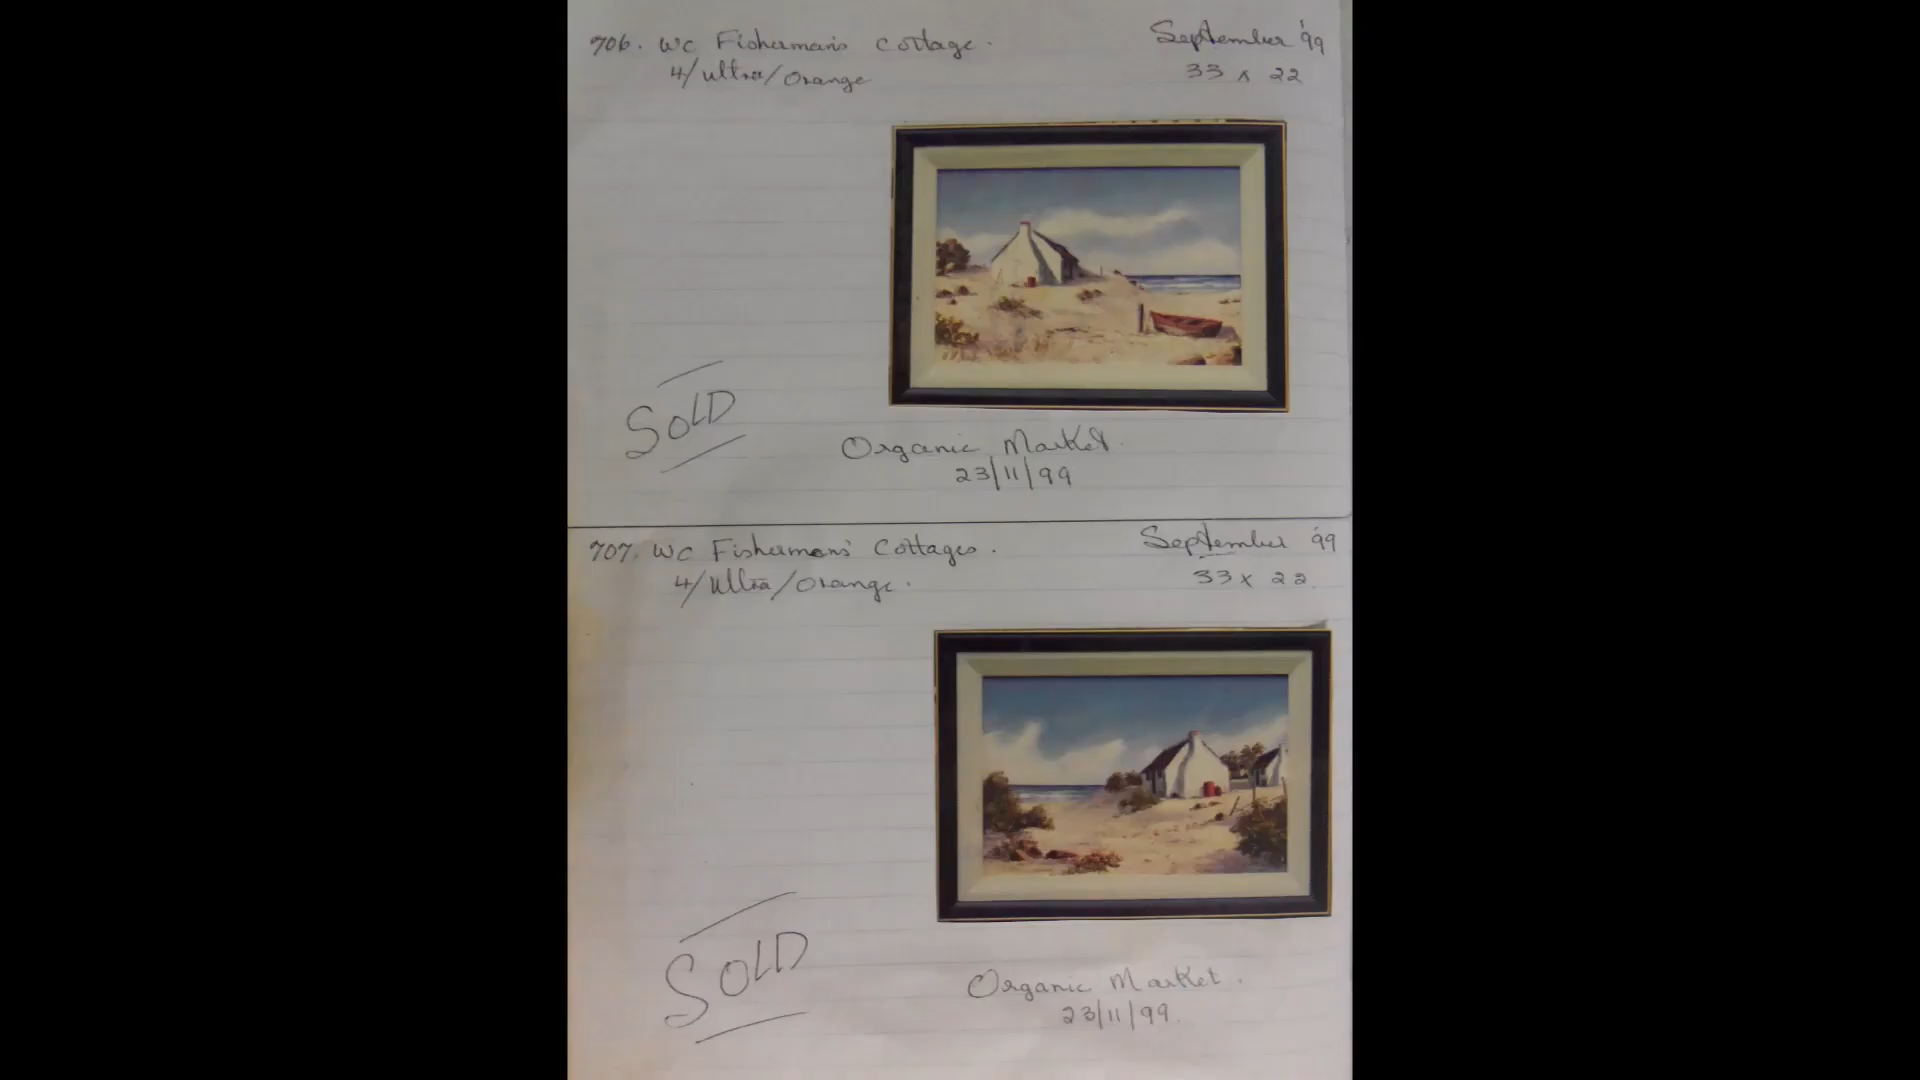 706. WC Fisherman's Cottage.
September '99
4/ultra/Orange
33 x 22
SOLD
Organic Market.
23/11/99
707. WC Fishermens' Cottages.
September '99
4/Ultra/Orange.
33 x 22.
SOLD
Organic Market.
23/11/99.